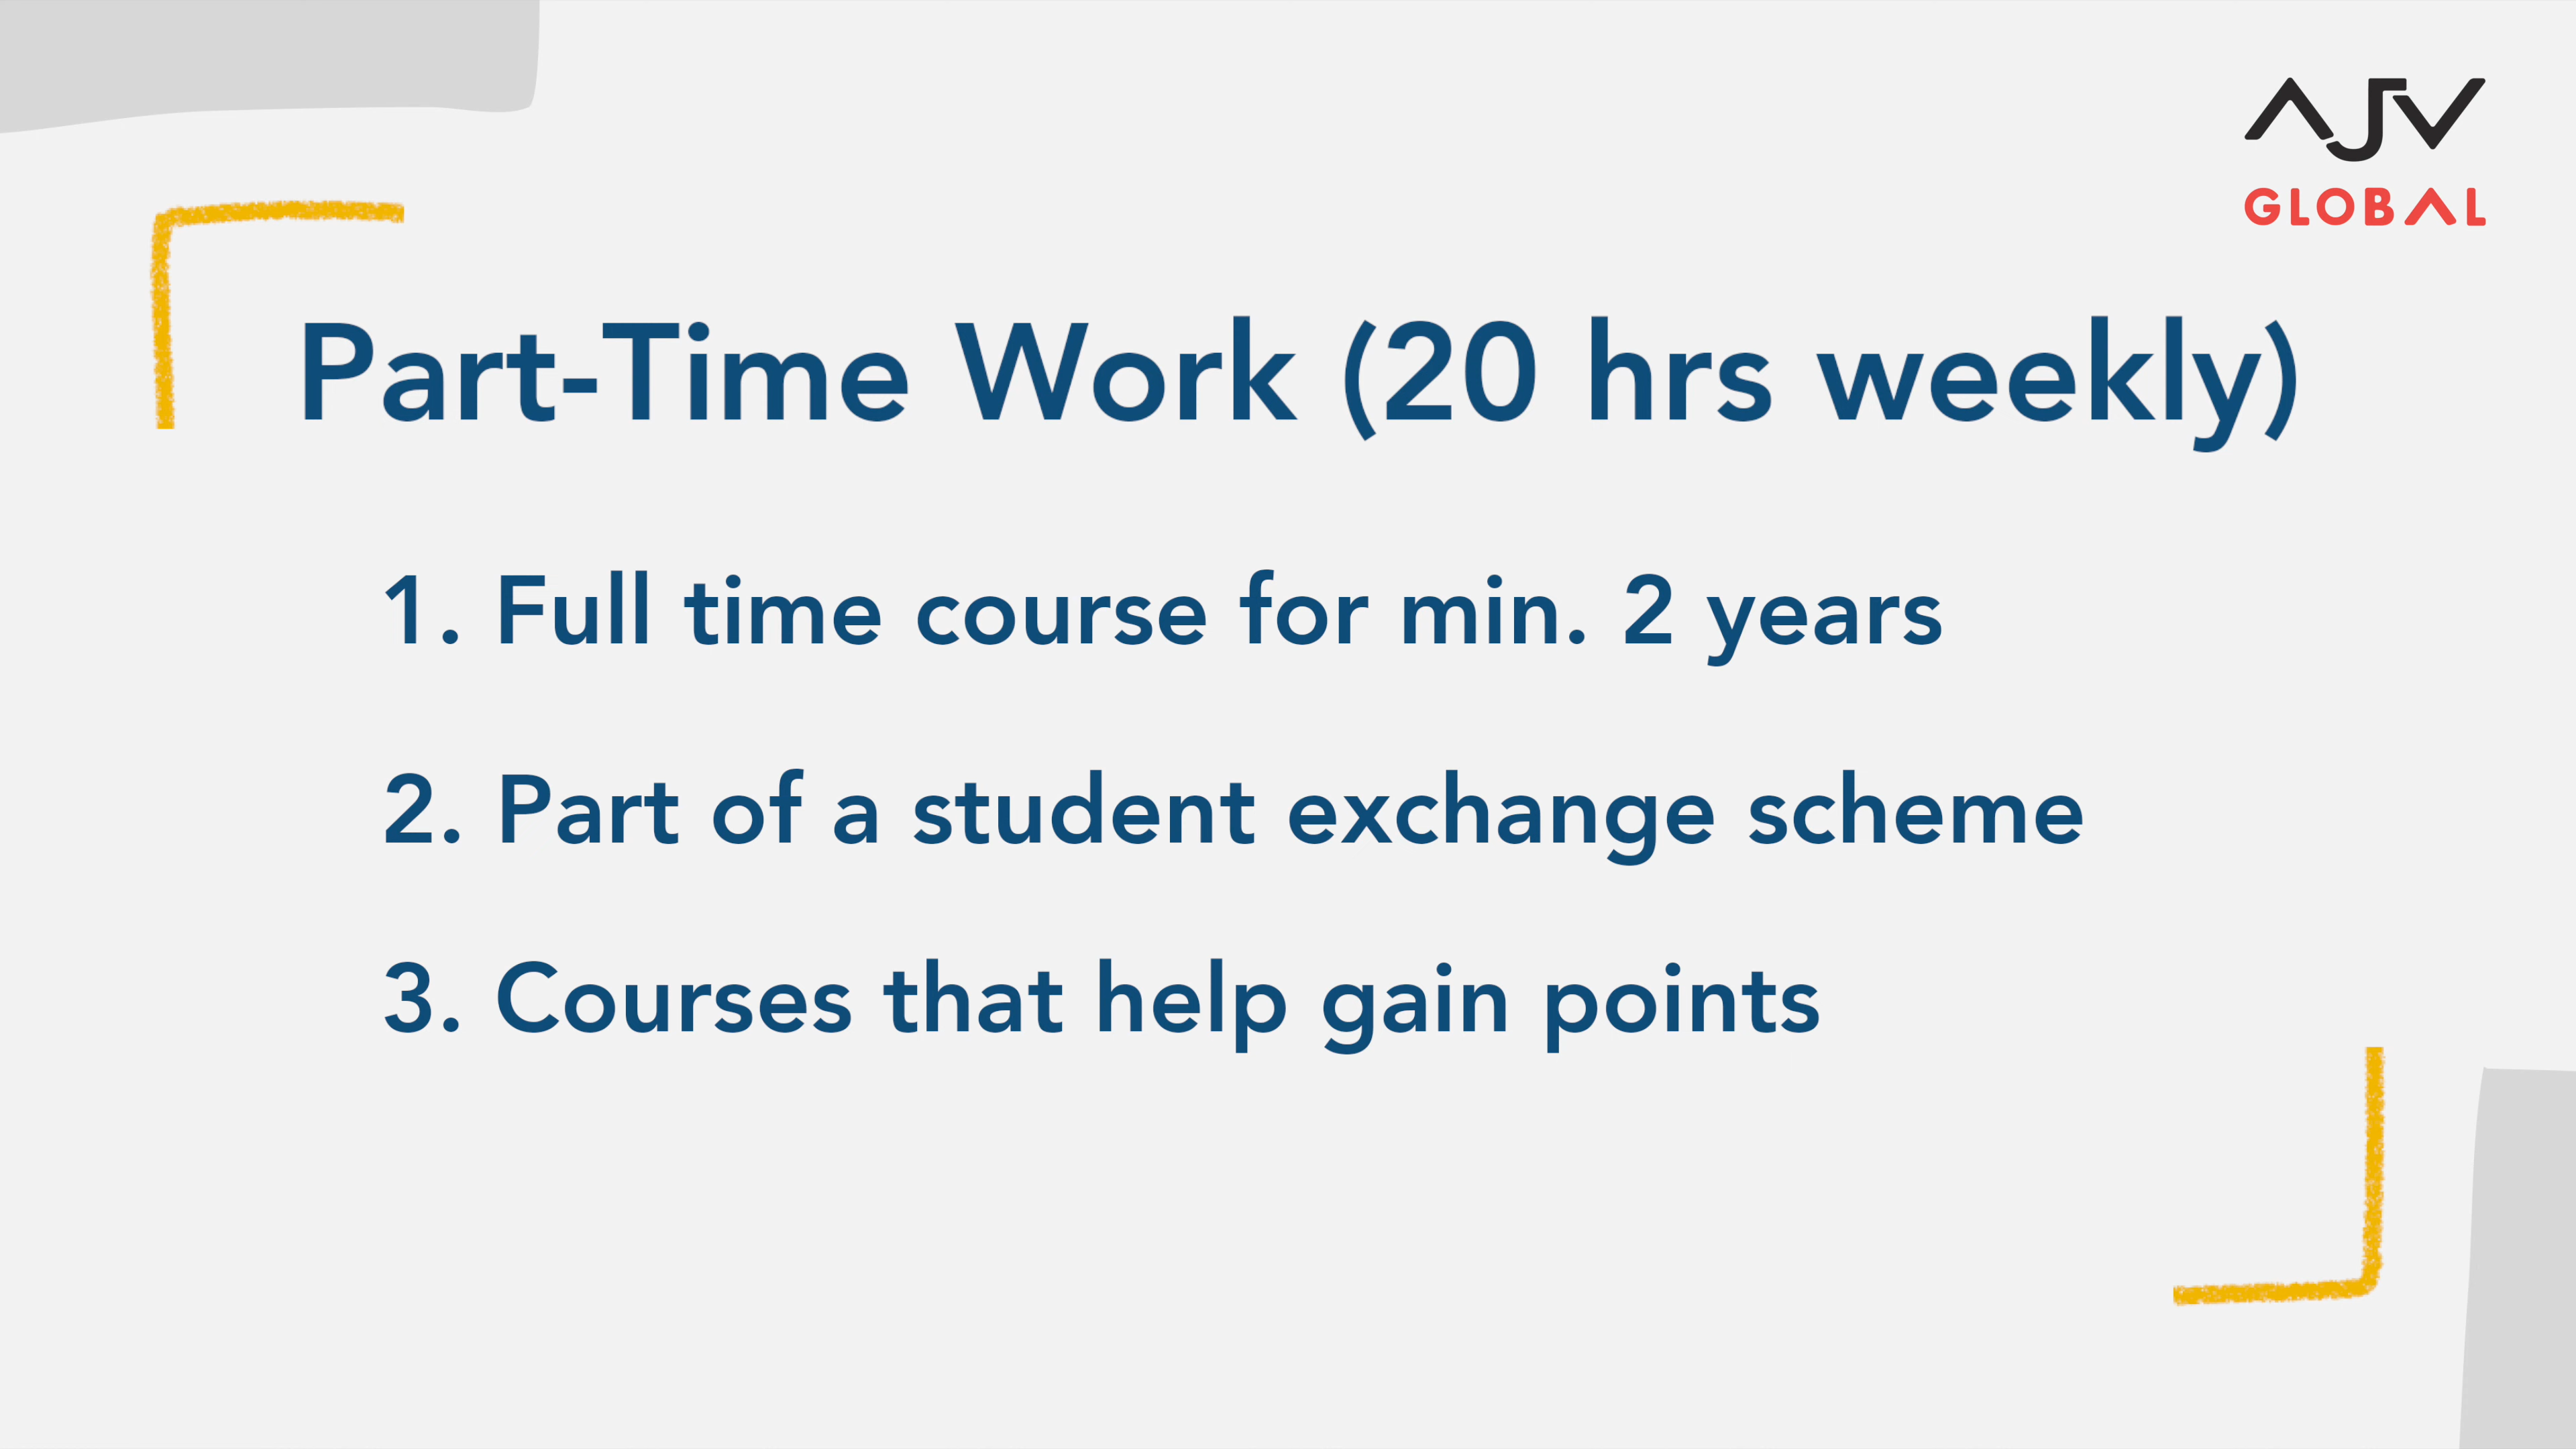 AJV
GLOBAL
Part-Time Work (20 hrs weekly)
1. Full time course for min. 2 years
2. Part of a student exchange scheme
3. Courses that help gain points